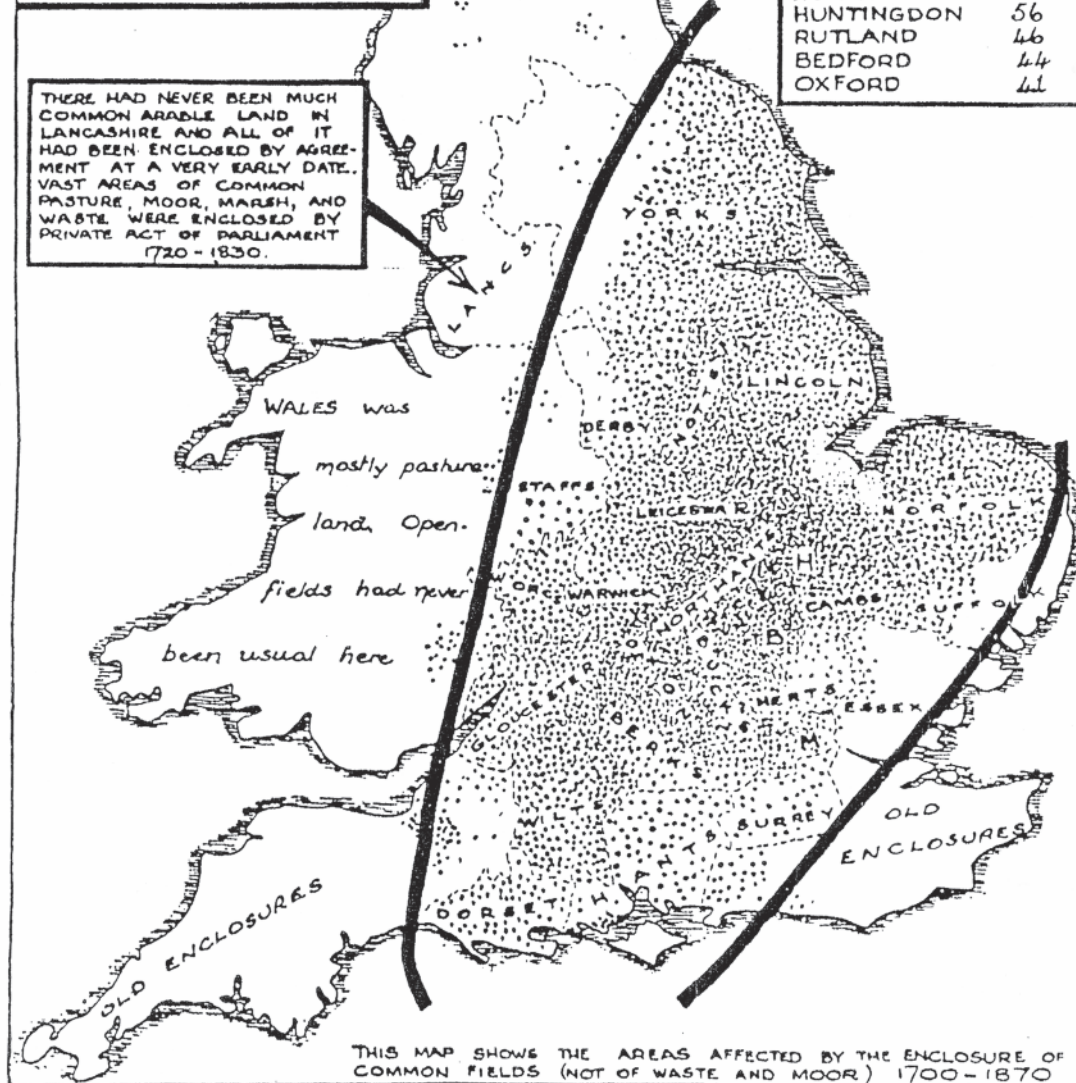 HUNTINGDON 56
RUTLAND 46
BEDFORD 44
OXFORD 41
THERE HAD NEVER BEEN MUCH
COMMON ARABLE LAND IN
LANCASHIRE AND ALL OF IT
HAD BEEN ENCLOSED BY AGREE-
MENT AT A VERY EARLY DATE.
VAST AREAS OF COMMON
PASTURE, MOOR, MARSH, AND
WASTE WERE ENCLOSED BY
PRIVATE ACT OF PARLIAMENT
1720-1830.
YORKS
LANCS
LINCOLN
WALES was
DERBY
mostly pasture
STAFFS
LEICESTER
NORFOLK
land. Open-
fields had never
WORCS
WARWICK
NORTHANTS
H
CAMBS
SUFFOLK
B
been usual here
GLOUCESTER
OXON
BUCKS
HERTS
ESSEX
BERKS
M
WILTS
SURREY
OLD
ENCLOSURES
HANTS
DORSET
OLD ENCLOSURES
THIS MAP SHOWS THE AREAS AFFECTED BY THE ENCLOSURE OF
COMMON FIELDS (NOT OF WASTE AND MOOR) 1700-1870